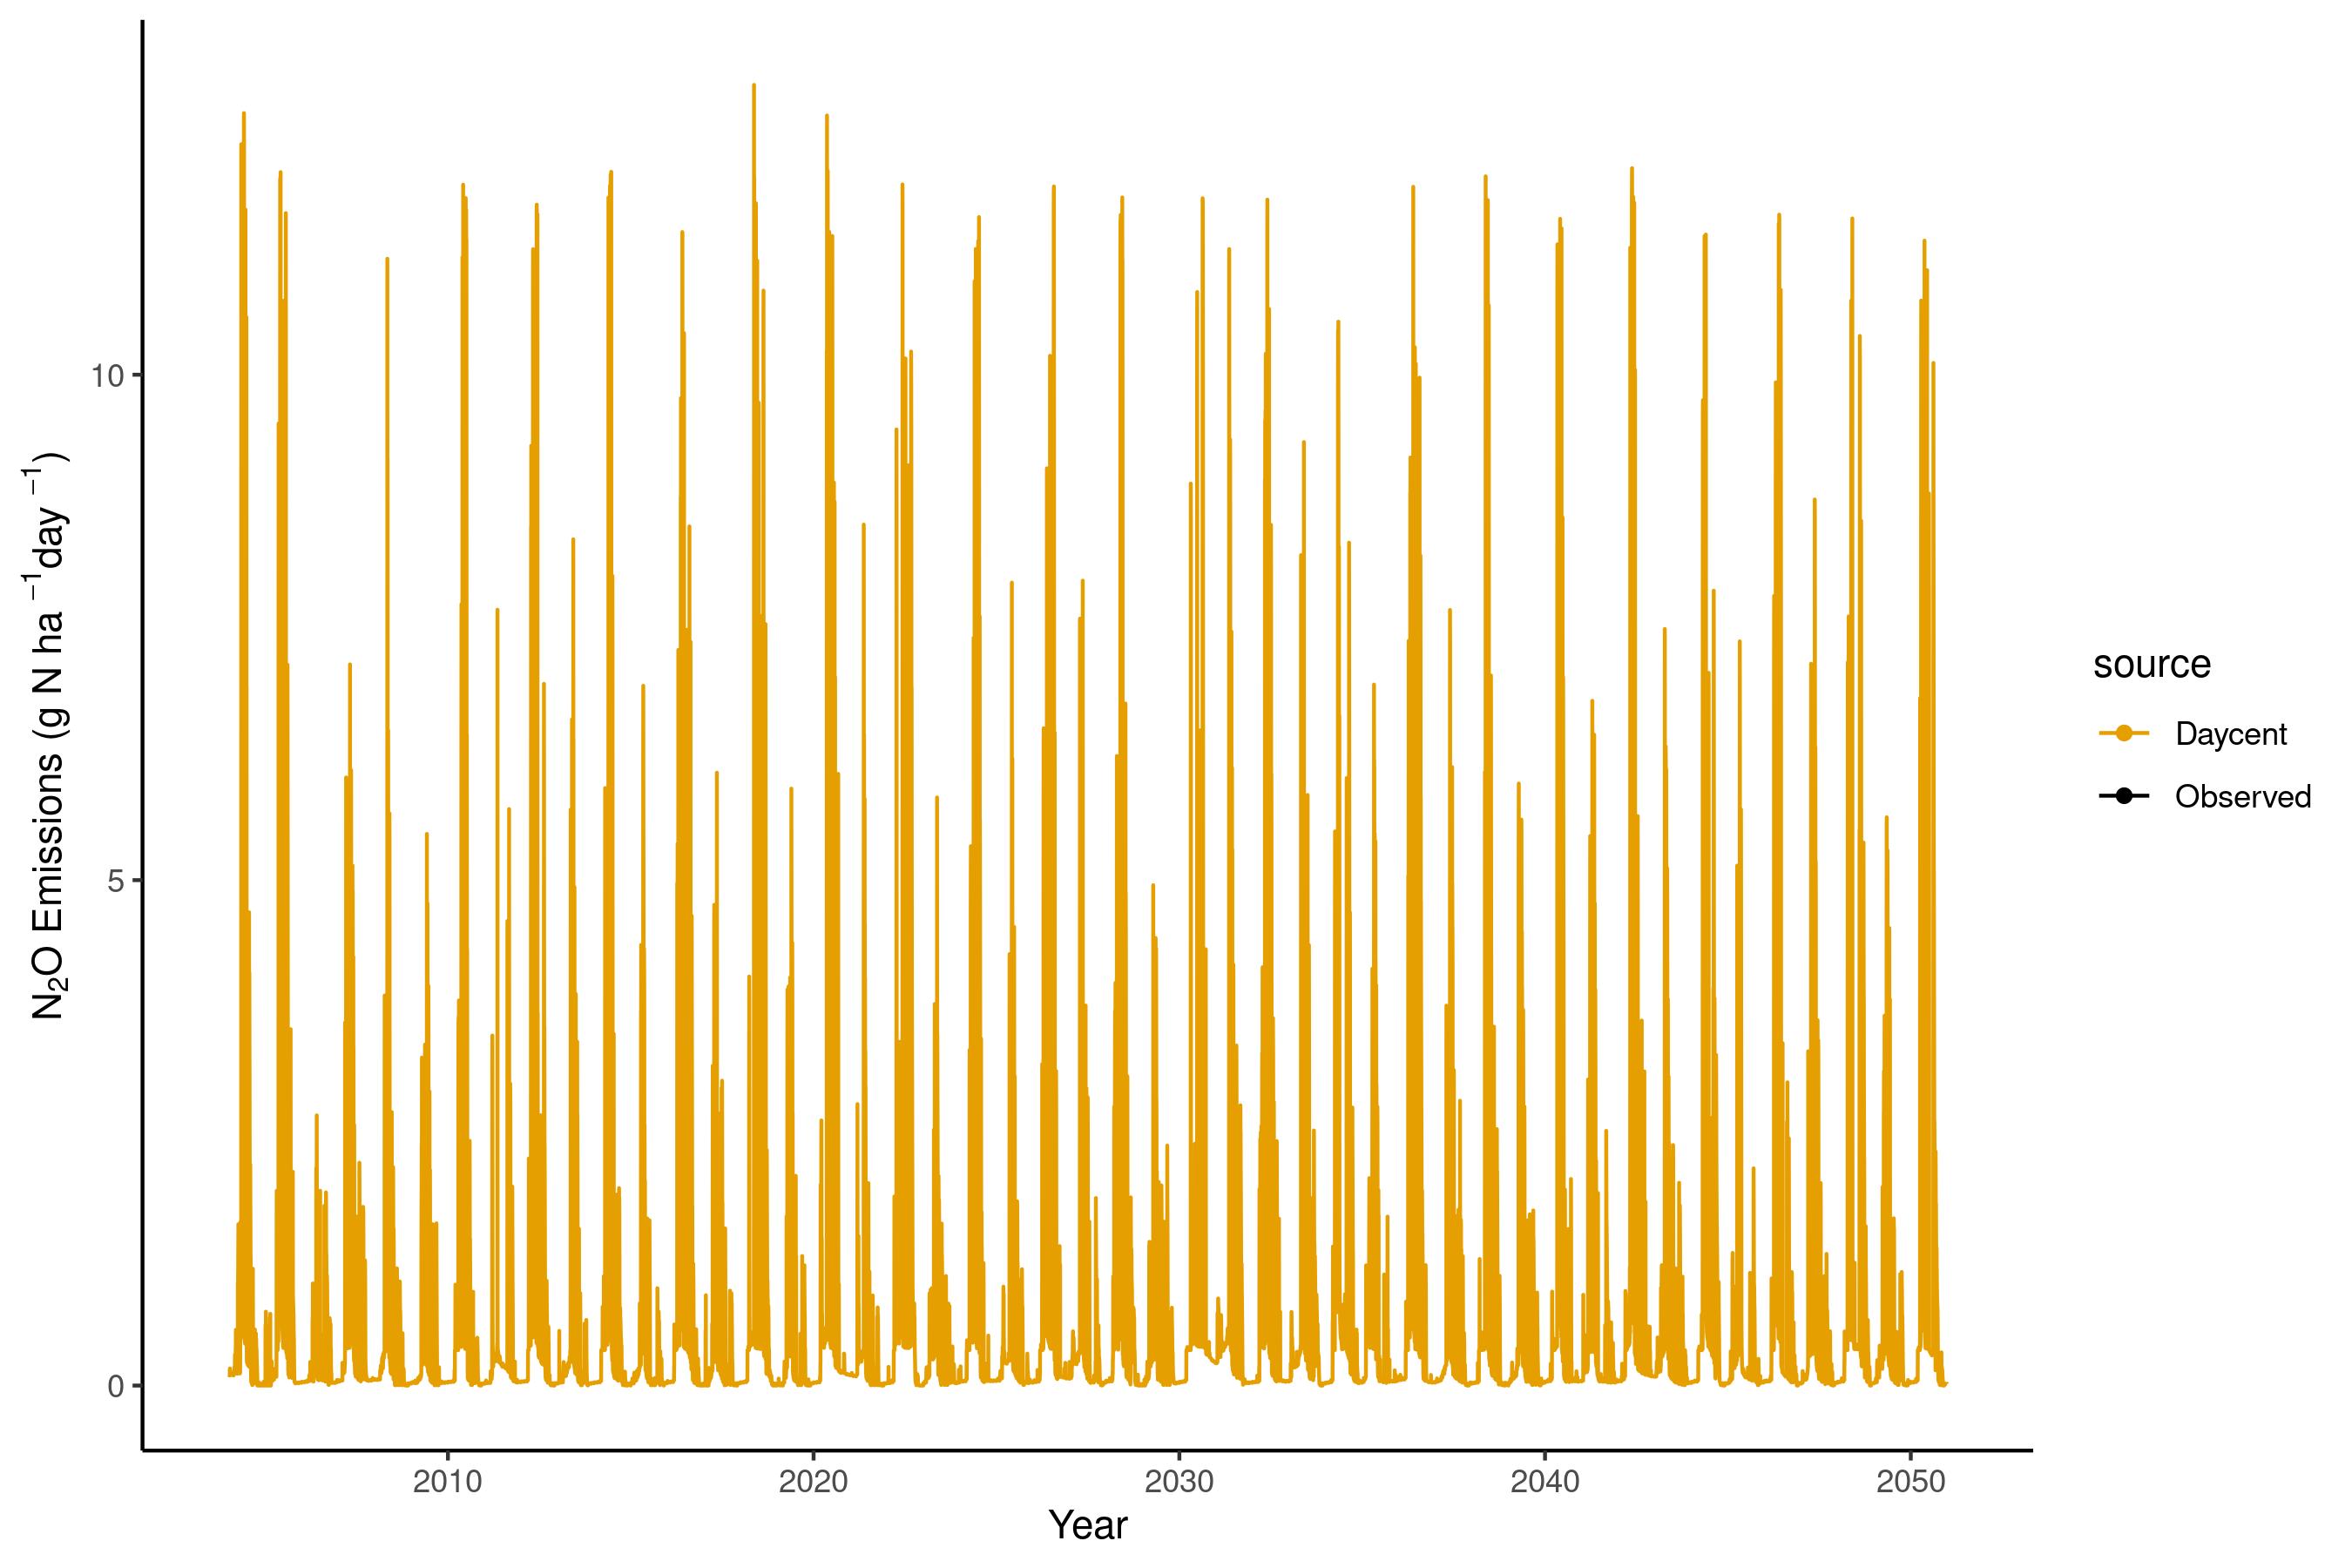 N₂O Emissions (g N ha ⁻¹day ⁻¹)
10
5
0
2010 2020 2030 2040 2050
Year
source
Daycent
Observed